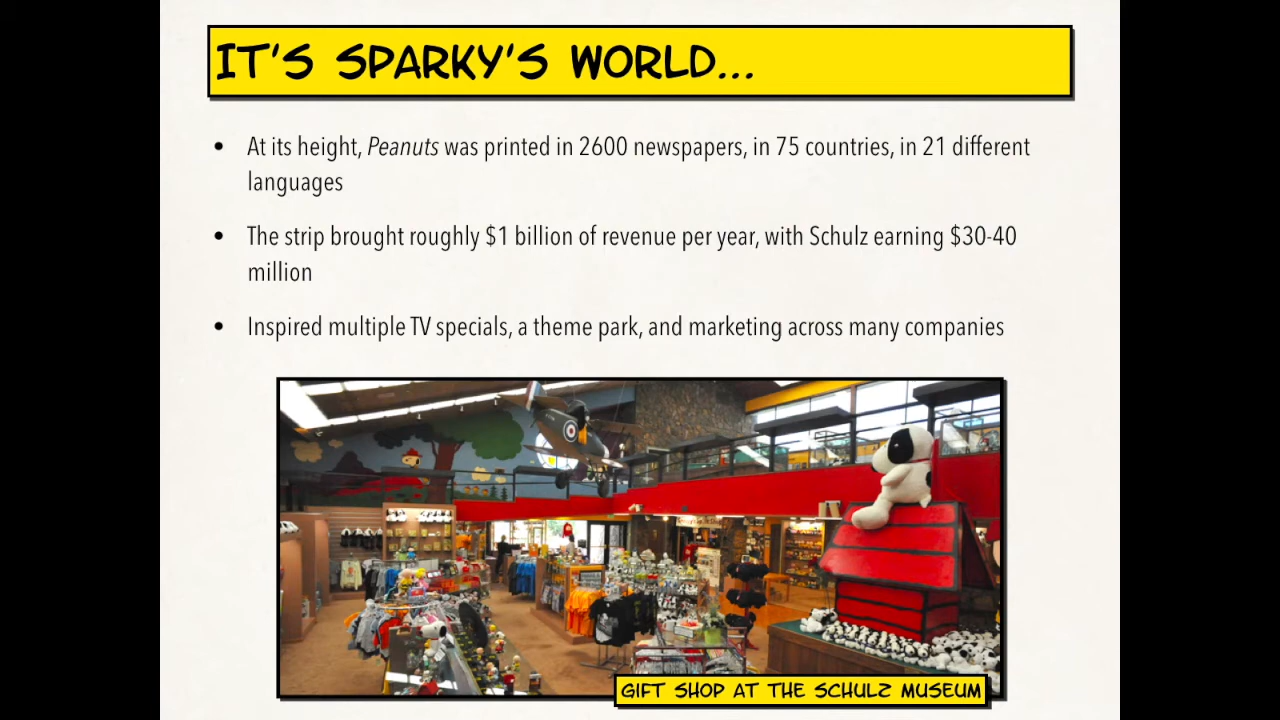 IT'S SPARKY'S WORLD...
• At its height, Peanuts was printed in 2600 newspapers, in 75 countries, in 21 different
languages
• The strip brought roughly $1 billion of revenue per year, with Schulz earning $30-40
million
• Inspired multiple TV specials, a theme park, and marketing across many companies
GIFT SHOP AT THE SCHULZ MUSEUM